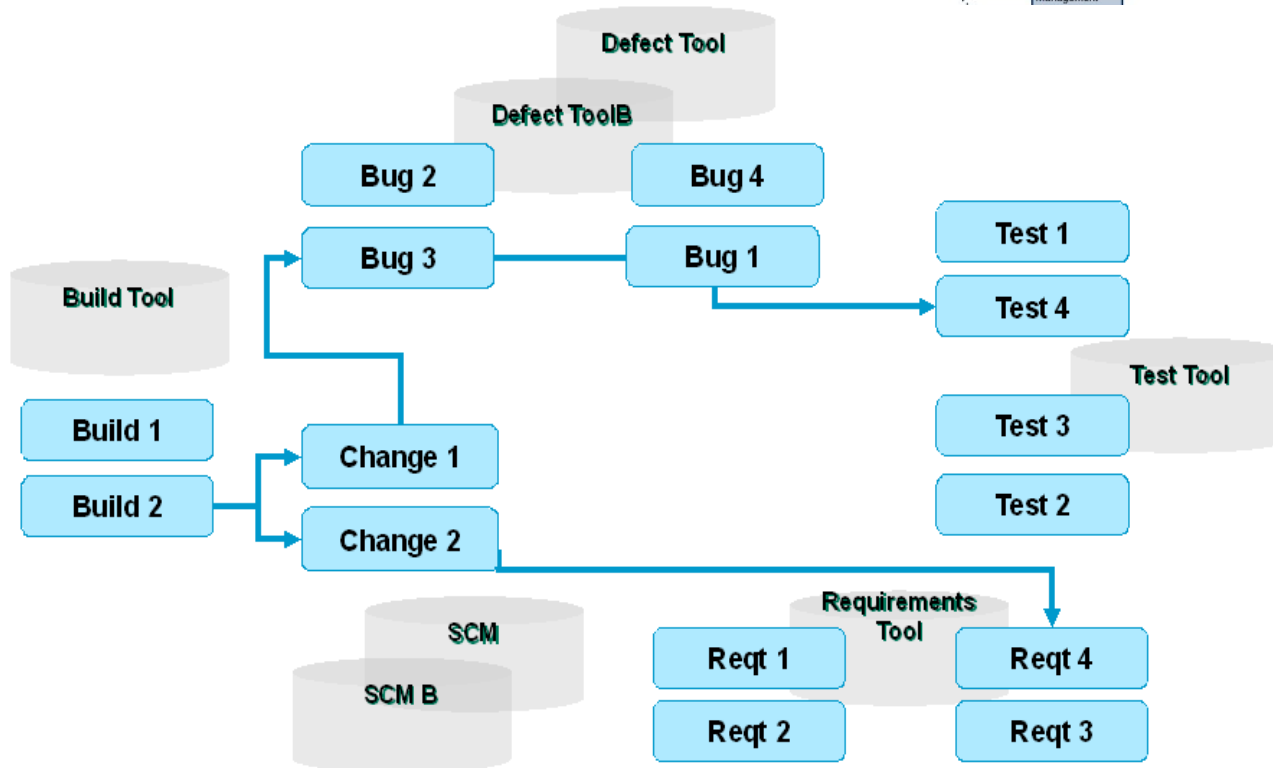 Management
Defect Tool
Defect ToolB
Bug 2
Bug 4
Test 1
Bug 3
Bug 1
Build Tool
Test 4
Test Tool
Build 1
Test 3
Change 1
Build 2
Test 2
Change 2
Requirements
Tool
SCM
Reqt 1
Reqt 4
SCM B
Reqt 2
Reqt 3